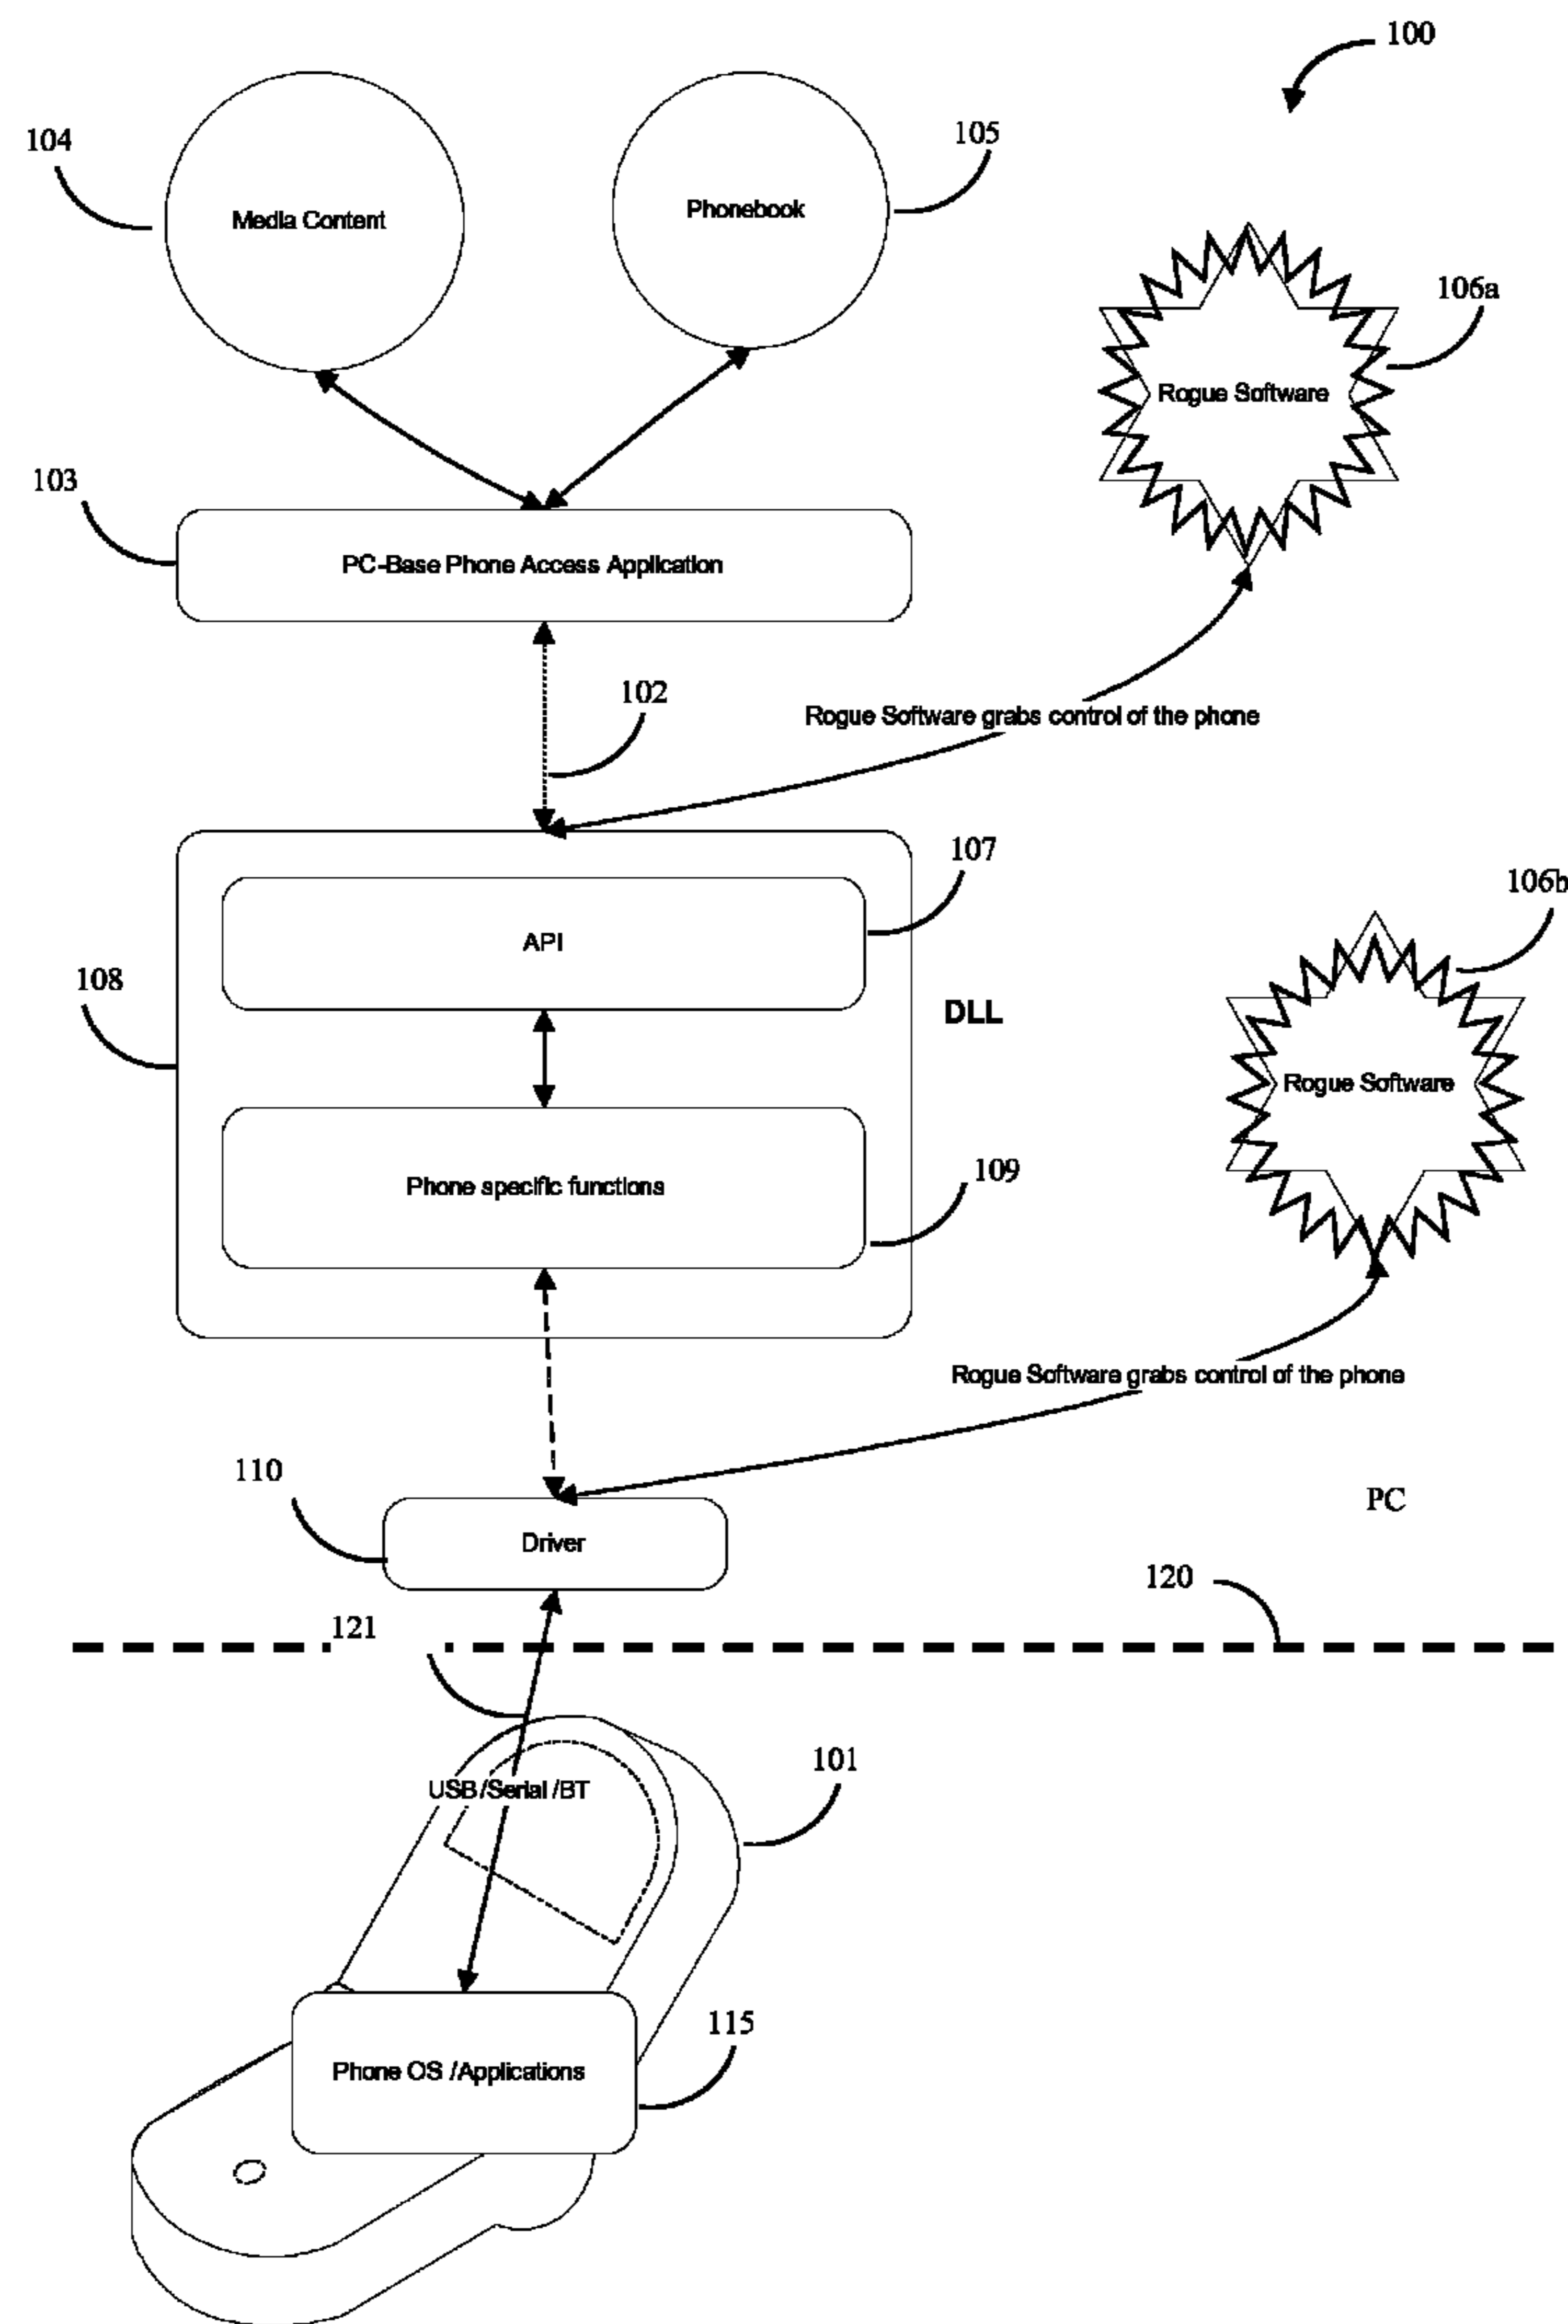 100
104
105
Media Content
Phonebook
106a
Rogue Software
103
PC-Base Phone Access Application
102
Rogue Software grabs control of the phone
107
106b
API
108
DLL
Rogue Software
109
Phone specific functions
Rogue Software grabs control of the phone
110
PC
Driver
120
121
101
USB /Serial /BT
115
Phone OS /Applications